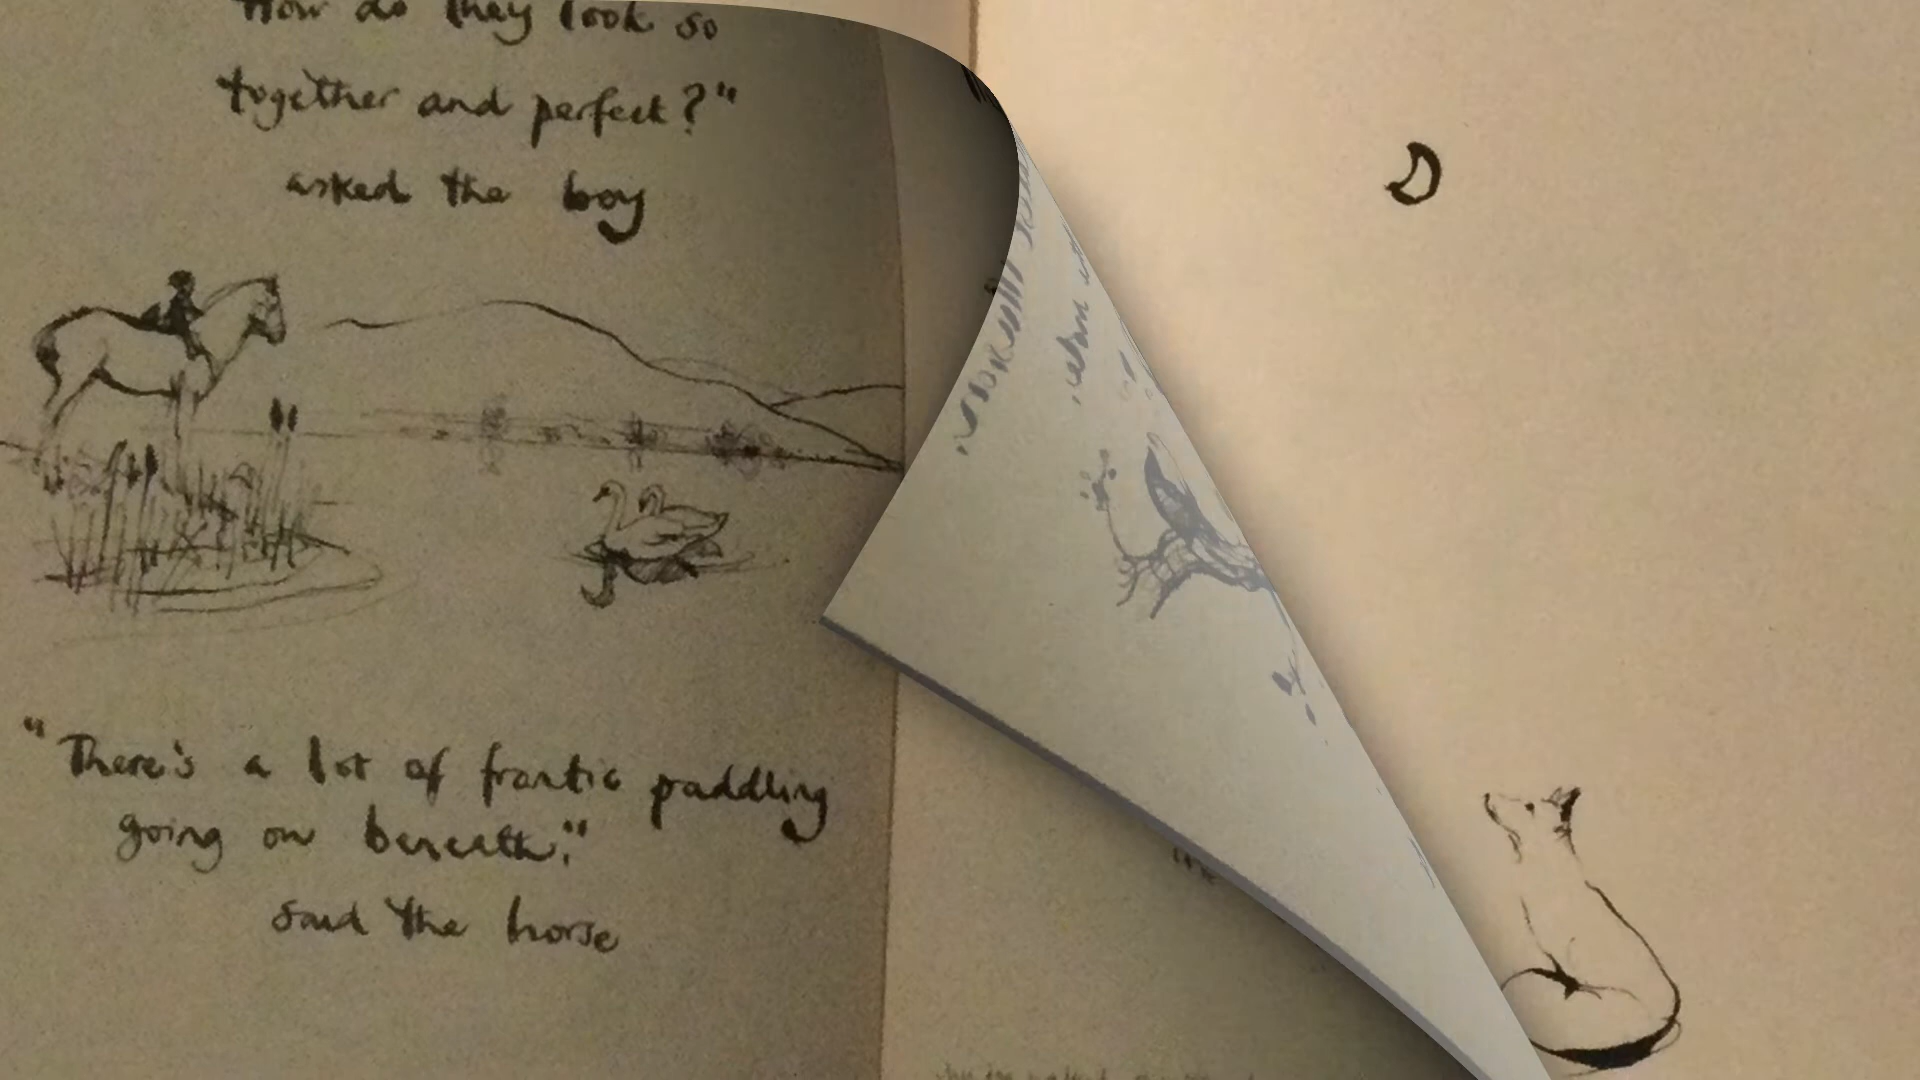 How do they look so
together and perfect?"
asked the boy
"There's a lot of frantic paddling
going on beneath."
said the horse